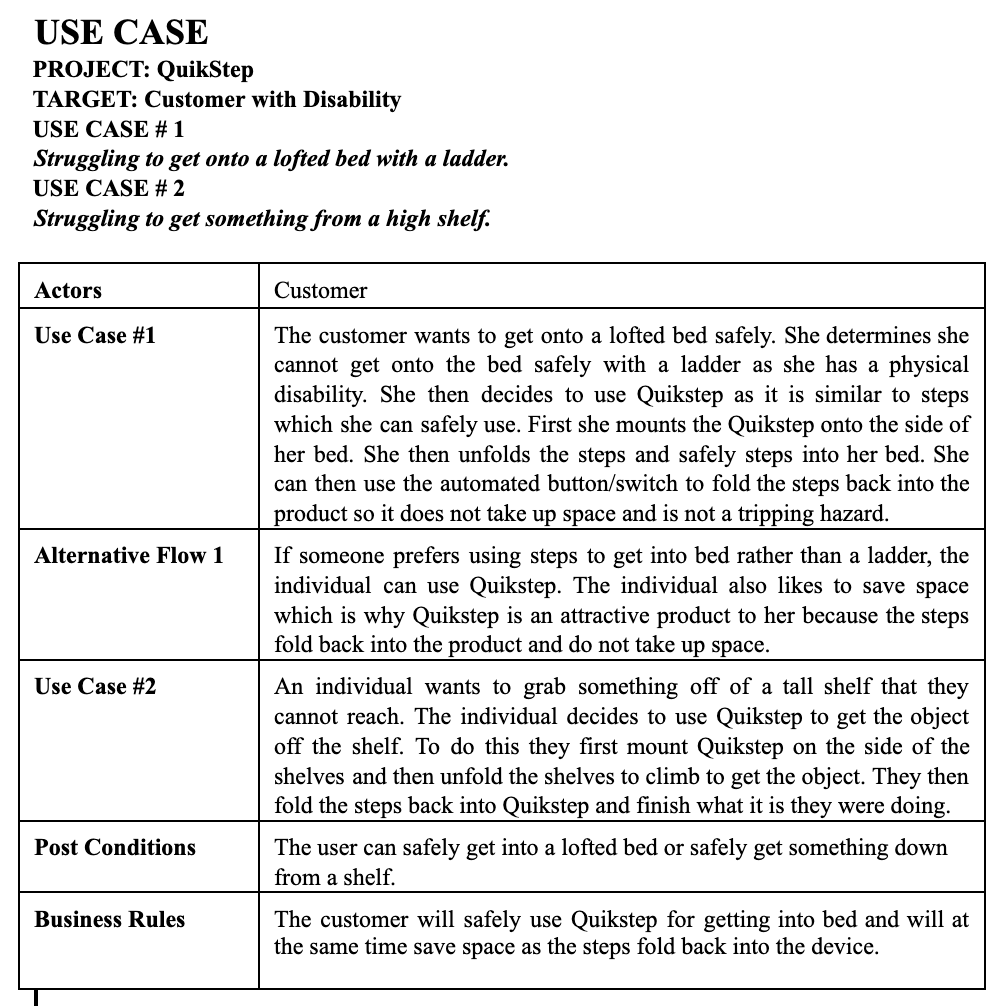 USE CASE
PROJECT: QuikStep
TARGET: Customer with Disability
USE CASE # 1
Struggling to get onto a lofted bed with a ladder.
USE CASE # 2
Struggling to get something from a high shelf.
Actors
Customer
Use Case #1
The customer wants to get onto a lofted bed safely. She determines she
cannot get onto the bed safely with a ladder as she has a physical
disability. She then decides to use Quikstep as it is similar to steps
which she can safely use. First she mounts the Quikstep onto the side of
her bed. She then unfolds the steps and safely steps into her bed. She
can then use the automated button/switch to fold the steps back into the
product so it does not take up space and is not a tripping hazard.
Alternative Flow 1
If someone prefers using steps to get into bed rather than a ladder, the
individual can use Quikstep. The individual also likes to save space
which is why Quikstep is an attractive product to her because the steps
fold back into the product and do not take up space.
Use Case #2
An individual wants to grab something off of a tall shelf that they
cannot reach. The individual decides to use Quikstep to get the object
off the shelf. To do this they first mount Quikstep on the side of the
shelves and then unfold the shelves to climb to get the object. They then
fold the steps back into Quikstep and finish what it is they were doing.
Post Conditions
The user can safely get into a lofted bed or safely get something down
from a shelf.
Business Rules
The customer will safely use Quikstep for getting into bed and will at
the same time save space as the steps fold back into the device.